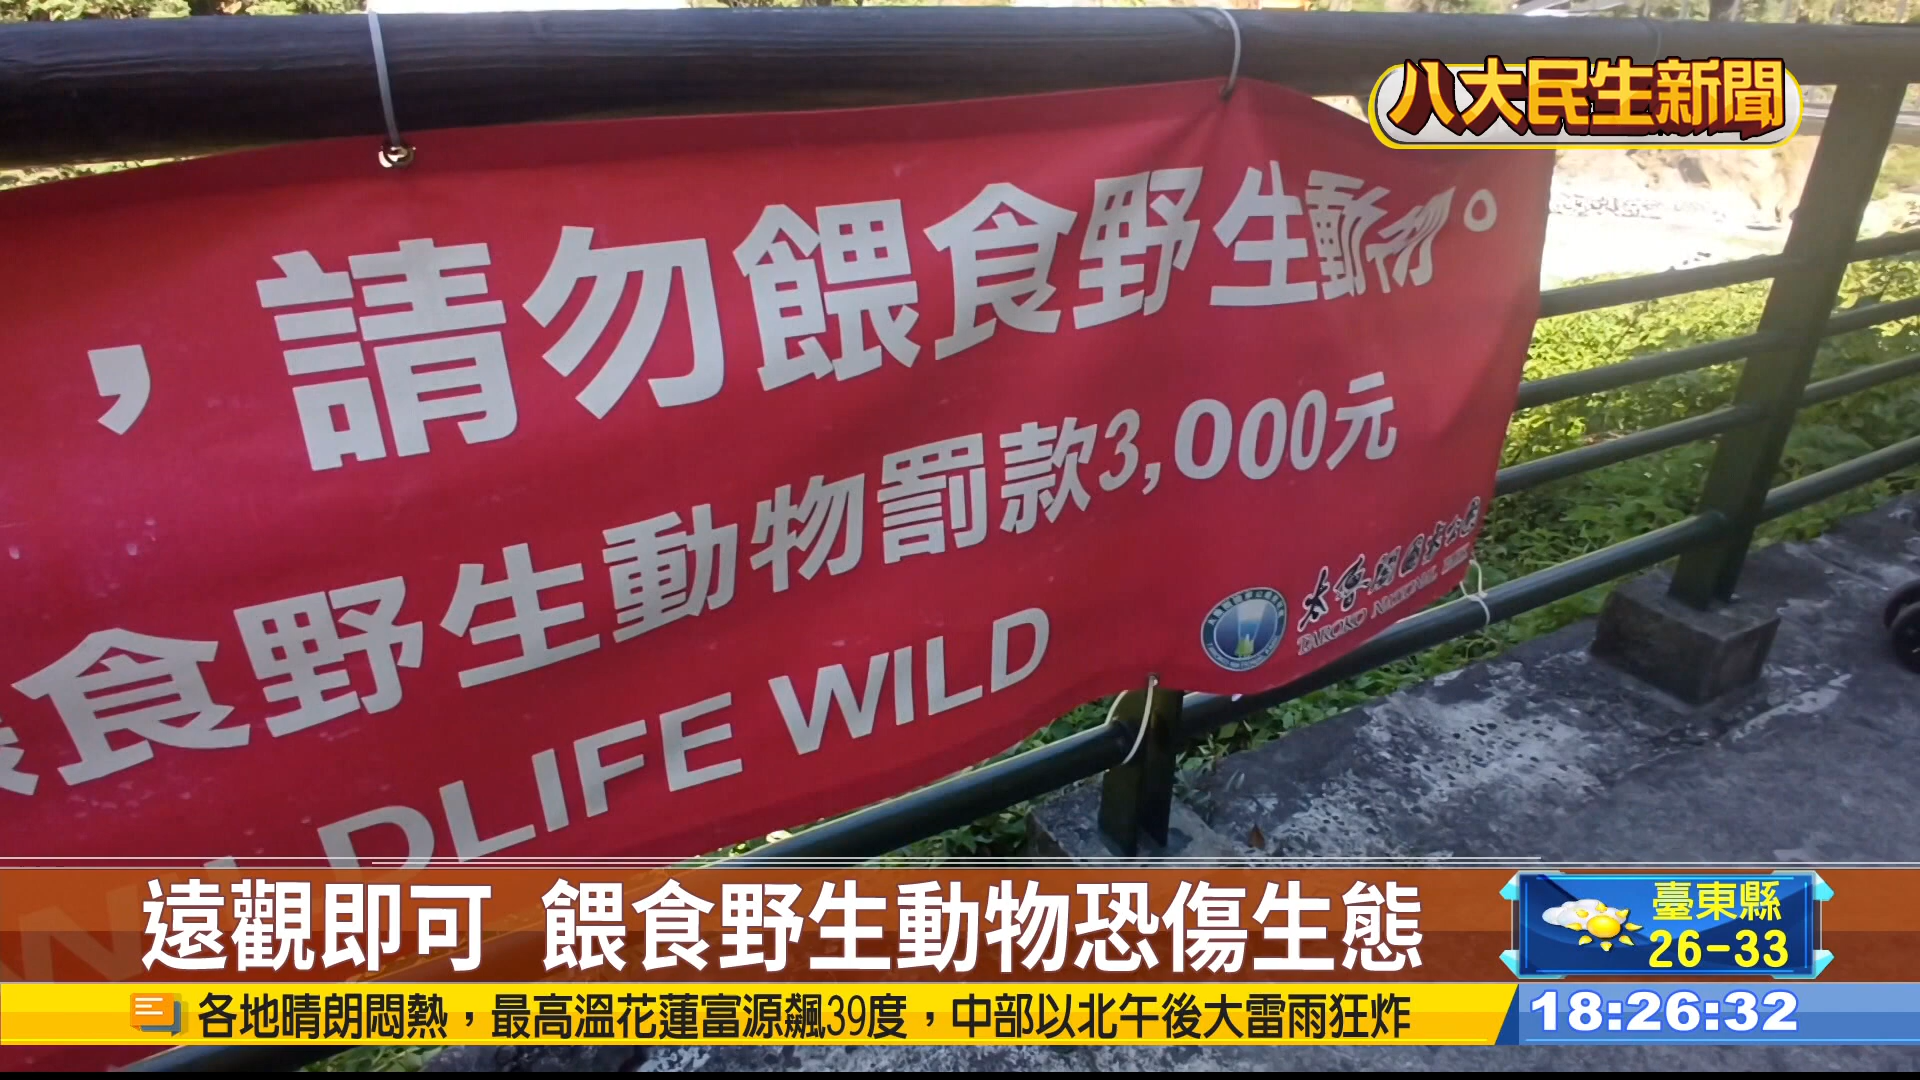 八大民生新聞
，請勿餵食野生動物。
食野生動物罰款3,000元
WILDLIFE WILD
太魯閣國家公園
TAROKO NATIONAL PARK
遠觀即可 餵食野生動物恐傷生態
臺東縣
26-33
各地晴朗悶熱，最高溫花蓮富源飆39度，中部以北午後大雷雨狂炸
18:26:32